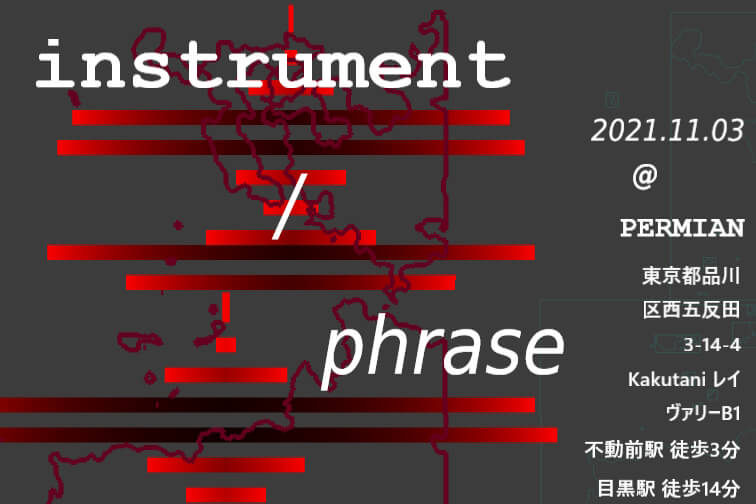 instrument
/
phrase
2021.11.03
@
PERMIAN
東京都品川
区西五反田
3-14-4
Kakutani レイ
ヴァリーB1
不動前駅 徒歩3分
目黒駅 徒歩14分